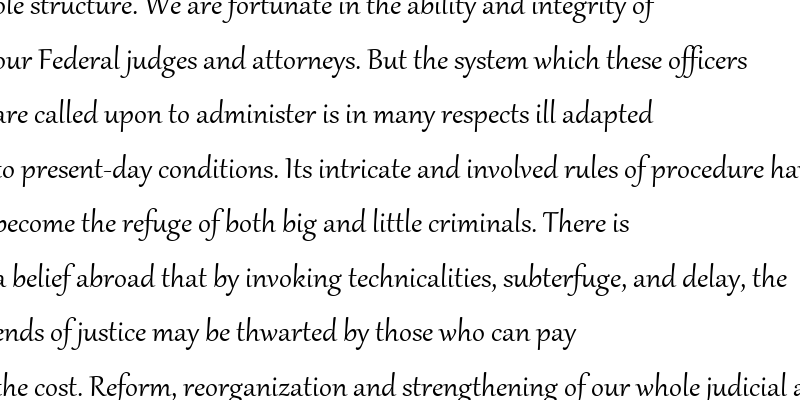 ole structure. We are fortunate in the ability and integrity of
our Federal judges and attorneys. But the system which these officers
are called upon to administer is in many respects ill adapted
to present-day conditions. Its intricate and involved rules of procedure ha
become the refuge of both big and little criminals. There is
a belief abroad that by invoking technicalities, subterfuge, and delay, the
ends of justice may be thwarted by those who can pay
the cost. Reform, reorganization and strengthening of our whole judicial a